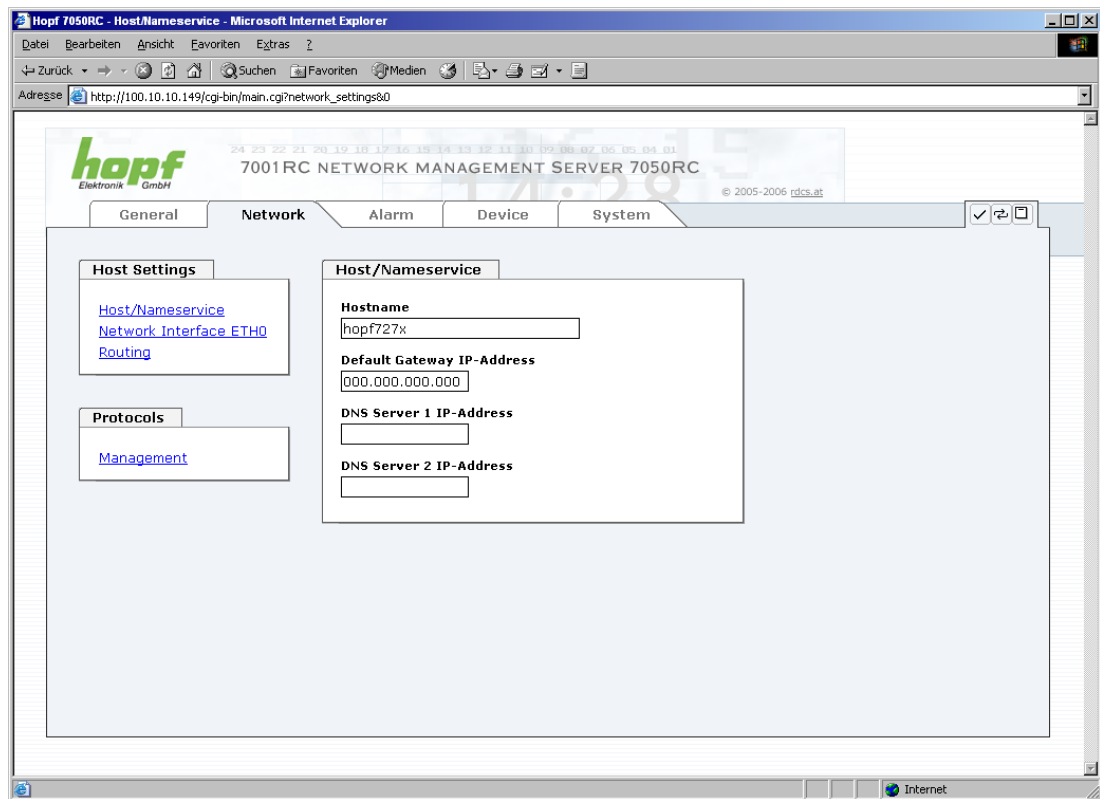 Hopf 7050RC - Host/Nameservice - Microsoft Internet Explorer
Datei Bearbeiten Ansicht Favoriten Extras ?
Zurück Suchen Favoriten Medien
Adresse http://100.10.10.149/cgi-bin/main.cgi?network_settings&0
24 23 22 21 20 19 18 17 16 15 14 13 12 11 10 09 08 07 06 05 04 01
hopf
Elektronik GmbH
7001RC NETWORK MANAGEMENT SERVER 7050RC
14:28
© 2005-2006 rdcs.at
General Network Alarm Device System
Host Settings
Host/Nameservice
Network Interface ETH0
Routing
Protocols
Management
Host/Nameservice
Hostname
hopf727x
Default Gateway IP-Address
000.000.000.000
DNS Server 1 IP-Address
DNS Server 2 IP-Address
Internet